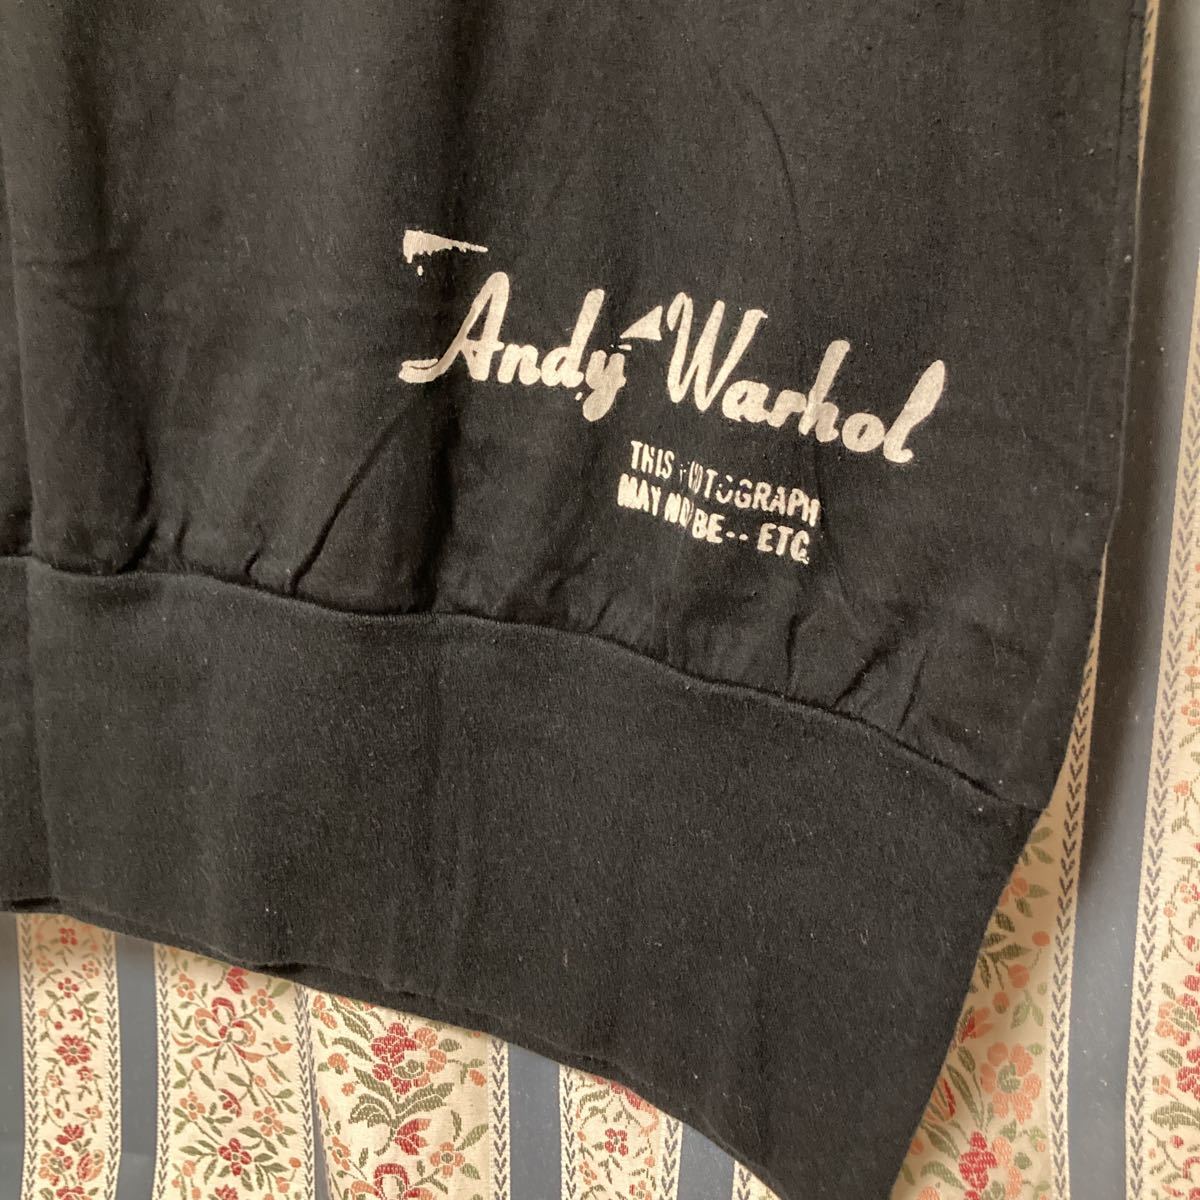 Andy Warhol
THIS PHOTOGRAPH
MAY NOT BE-- ETC.